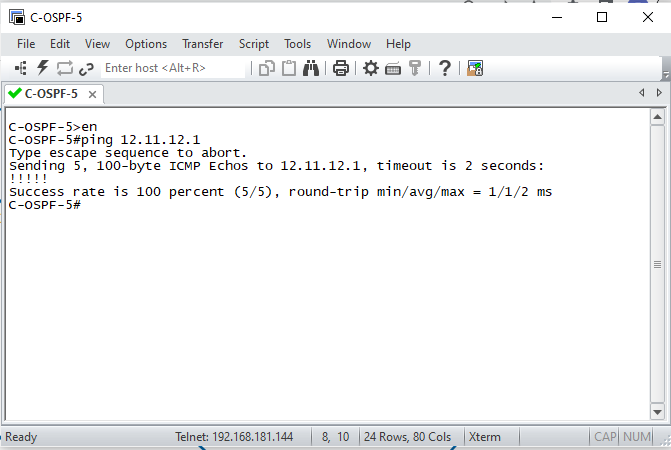 C-OSPF-5
File Edit View Options Transfer Script Tools Window Help
Enter host <Alt+R>
C-OSPF-5
C-OSPF-5>en
C-OSPF-5#ping 12.11.12.1
Type escape sequence to abort.
Sending 5, 100-byte ICMP Echos to 12.11.12.1, timeout is 2 seconds:
!!!!!
Success rate is 100 percent (5/5), round-trip min/avg/max = 1/1/2 ms
C-OSPF-5#
Ready Telnet: 192.168.181.144 8, 10 24 Rows, 80 Cols Xterm CAP NUM